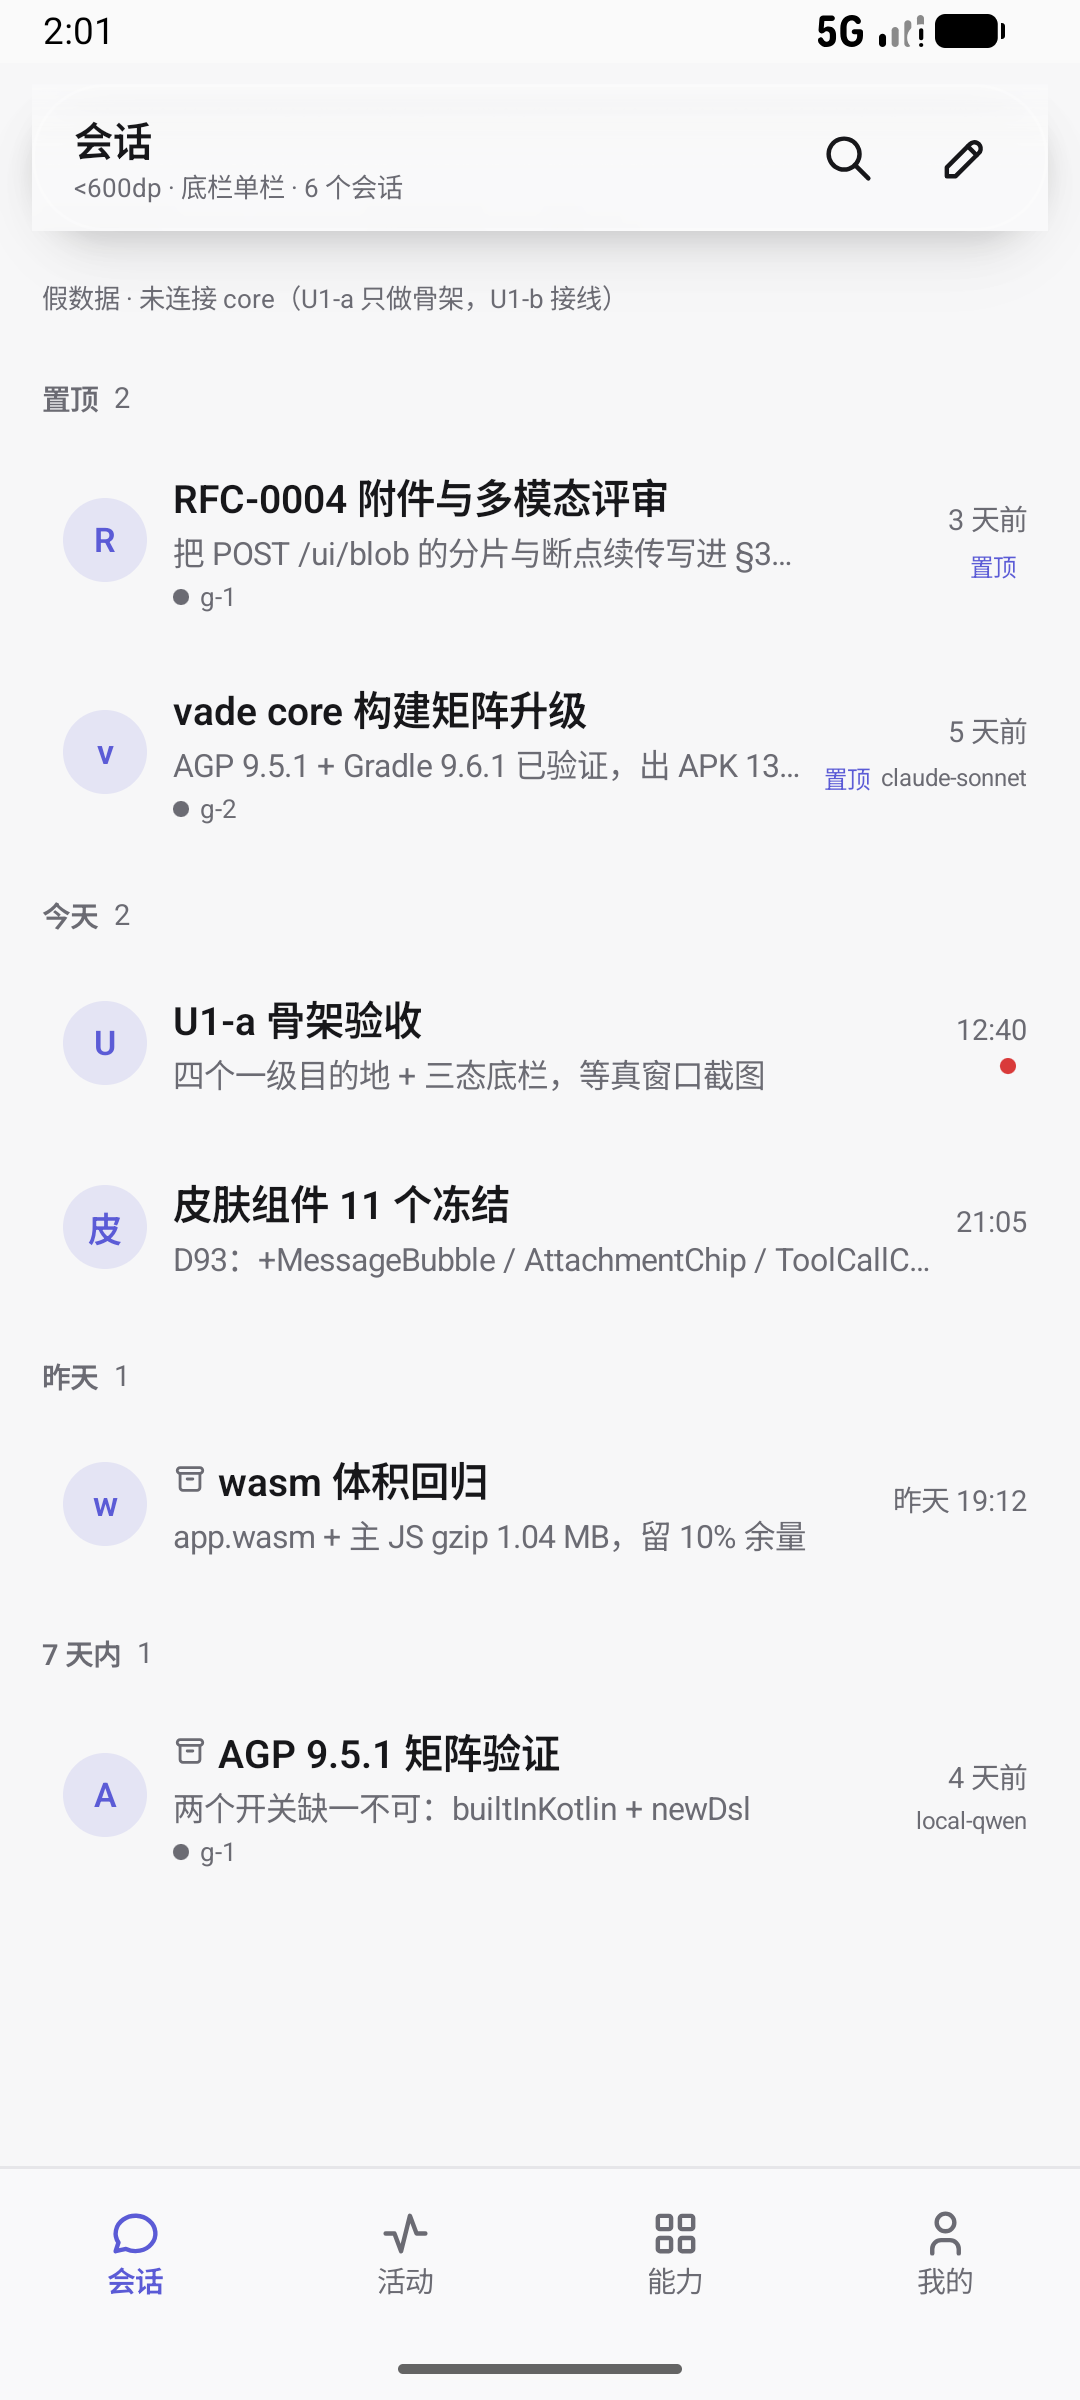 2:01
5G
会话
<600dp · 底栏单栏 · 6 个会话
假数据 · 未连接 core（U1-a 只做骨架，U1-b 接线）
置顶 2
R
RFC-0004 附件与多模态评审
把 POST /ui/blob 的分片与断点续传写进 §3...
g-1
3 天前
置顶
v
vade core 构建矩阵升级
AGP 9.5.1 + Gradle 9.6.1 已验证，出 APK 13...
g-2
5 天前
置顶 claude-sonnet
今天 2
U
U1-a 骨架验收
四个一级目的地 + 三态底栏，等真窗口截图
12:40
皮
皮肤组件 11 个冻结
D93：+MessageBubble / AttachmentChip / ToolCallC...
21:05
昨天 1
w
wasm 体积回归
app.wasm + 主 JS gzip 1.04 MB，留 10% 余量
昨天 19:12
7 天内 1
A
AGP 9.5.1 矩阵验证
两个开关缺一不可：builtInKotlin + newDsl
g-1
4 天前
local-qwen
会话
活动
能力
我的